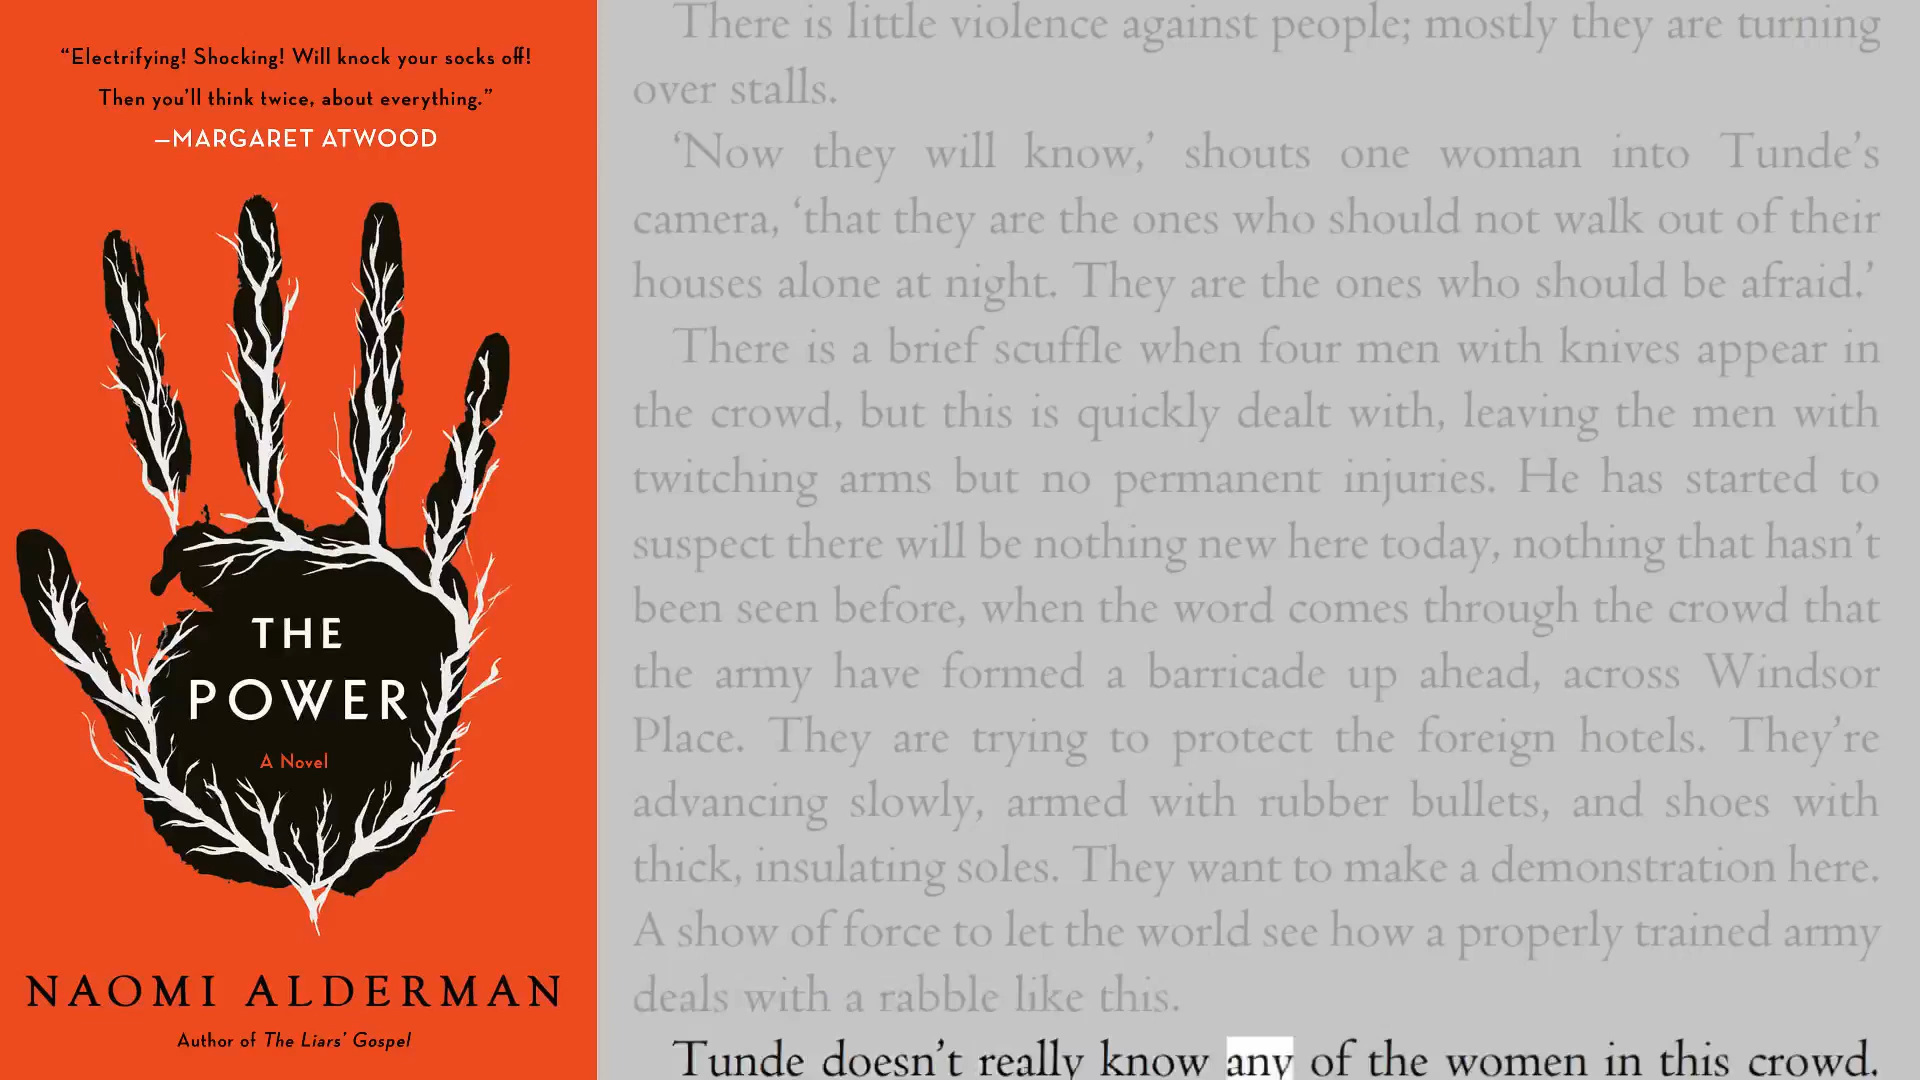 “Electrifying! Shocking! Will knock your socks off!
Then you’ll think twice, about everything.”
—MARGARET ATWOOD
THE
POWER
A Novel
NAOMI ALDERMAN
Author of The Liars’ Gospel
There is little violence against people; mostly they are turning
over stalls.
‘Now they will know,’ shouts one woman into Tunde’s
camera, ‘that they are the ones who should not walk out of their
houses alone at night. They are the ones who should be afraid.’
There is a brief scuffle when four men with knives appear in
the crowd, but this is quickly dealt with, leaving the men with
twitching arms but no permanent injuries. He has started to
suspect there will be nothing new here today, nothing that hasn’t
been seen before, when the word comes through the crowd that
the army have formed a barricade up ahead, across Windsor
Place. They are trying to protect the foreign hotels. They’re
advancing slowly, armed with rubber bullets, and shoes with
thick, insulating soles. They want to make a demonstration here.
A show of force to let the world see how a properly trained army
deals with a rabble like this.
Tunde doesn’t really know any of the women in this crowd.